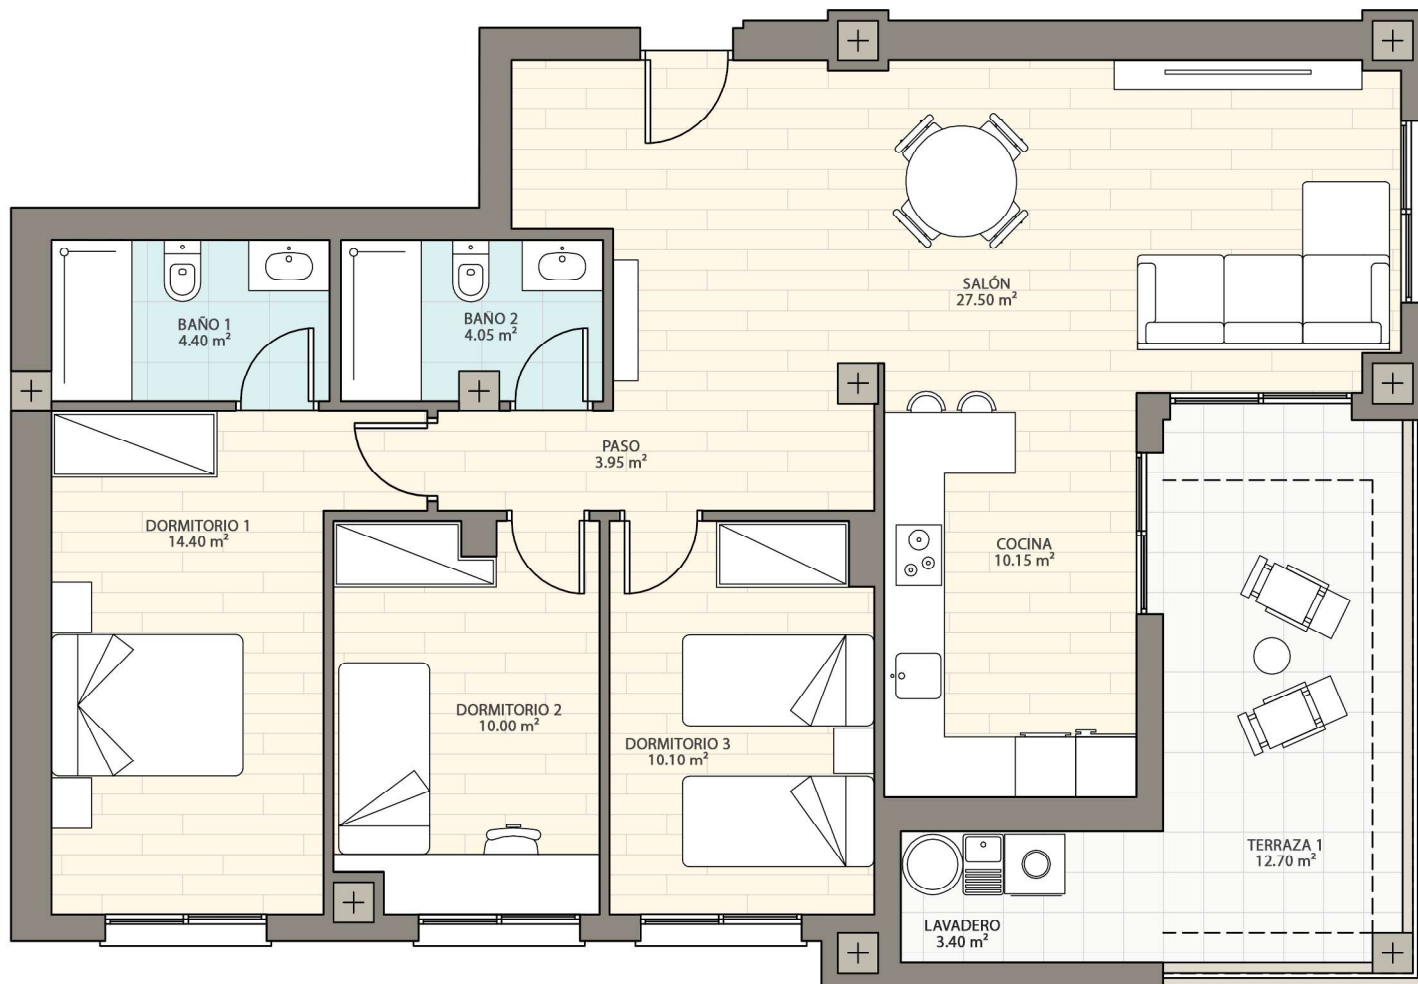 SALÓN
27.50 m²
BAÑO 1
4.40 m²
BAÑO 2
4.05 m²
PASO
3.95 m²
DORMITORIO 1
14.40 m²
COCINA
10.15 m²
DORMITORIO 2
10.00 m²
DORMITORIO 3
10.10 m²
TERRAZA 1
12.70 m²
LAVADERO
3.40 m²